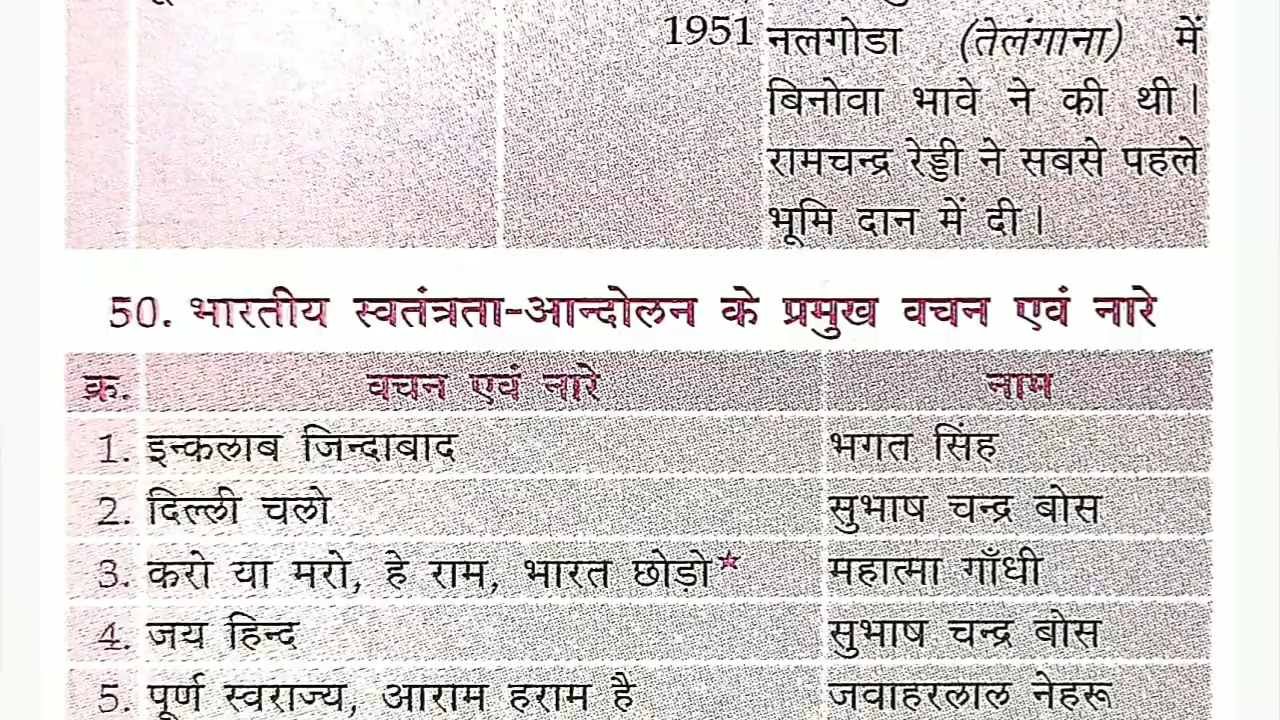 1951 नलगोडा (तेलंगाना) में
बिनोवा भावे ने की थी।
रामचन्द्र रेड्डी ने सबसे पहले
भूमि दान में दी।
50. भारतीय स्वतंत्रता-आन्दोलन के प्रमुख वचन एवं नारे
क्र. वचन एवं नारे नाम
1. इन्कलाब जिन्दाबाद भगत सिंह
2. दिल्ली चलो सुभाष चन्द्र बोस
3. करो या मरो, हे राम, भारत छोड़ो* महात्मा गाँधी
4. जय हिन्द सुभाष चन्द्र बोस
5. पूर्ण स्वराज्य, आराम हराम है जवाहरलाल नेहरू